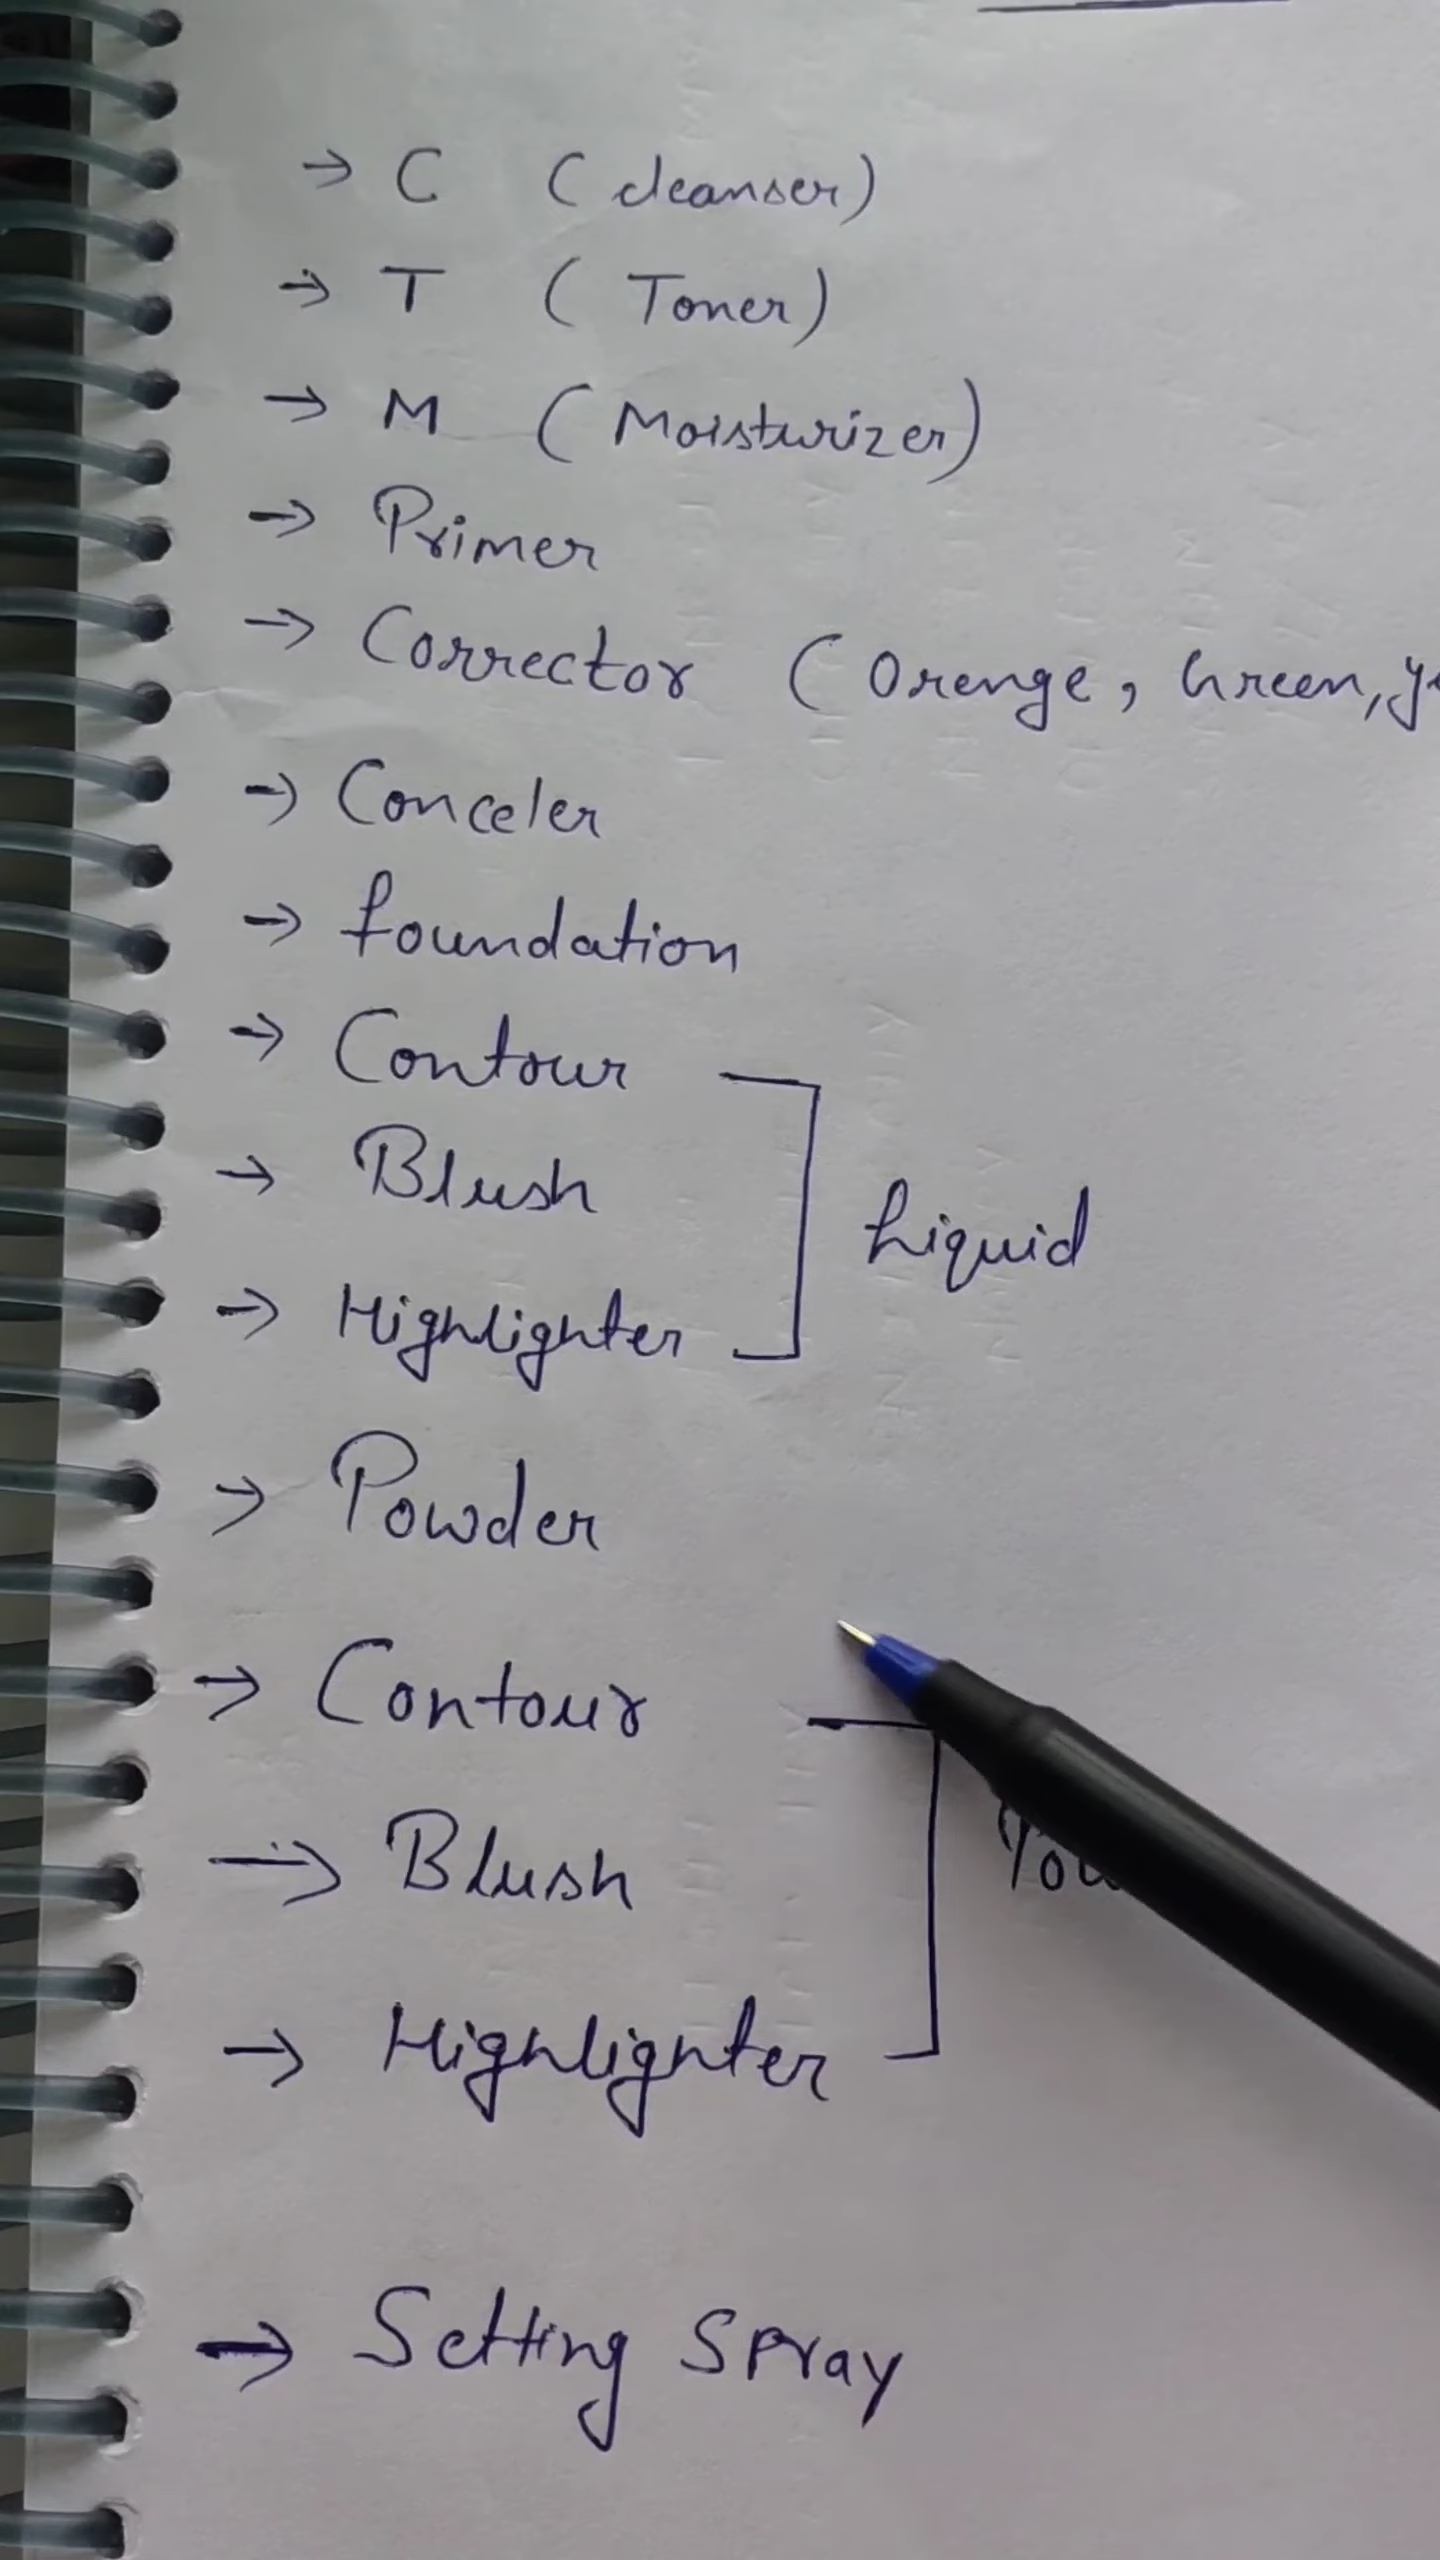 → C (cleanser)
→ T (Toner)
→ M (Moisturizer)
→ Primer
→ Corrector (Orenge, Green,
→ Conceler
→ foundation
→ Contour
→ Blush
Liquid
→ Highlighter
→ Powder
→ Contour
→ Blush
→ Highlighter
→ Setting Spray